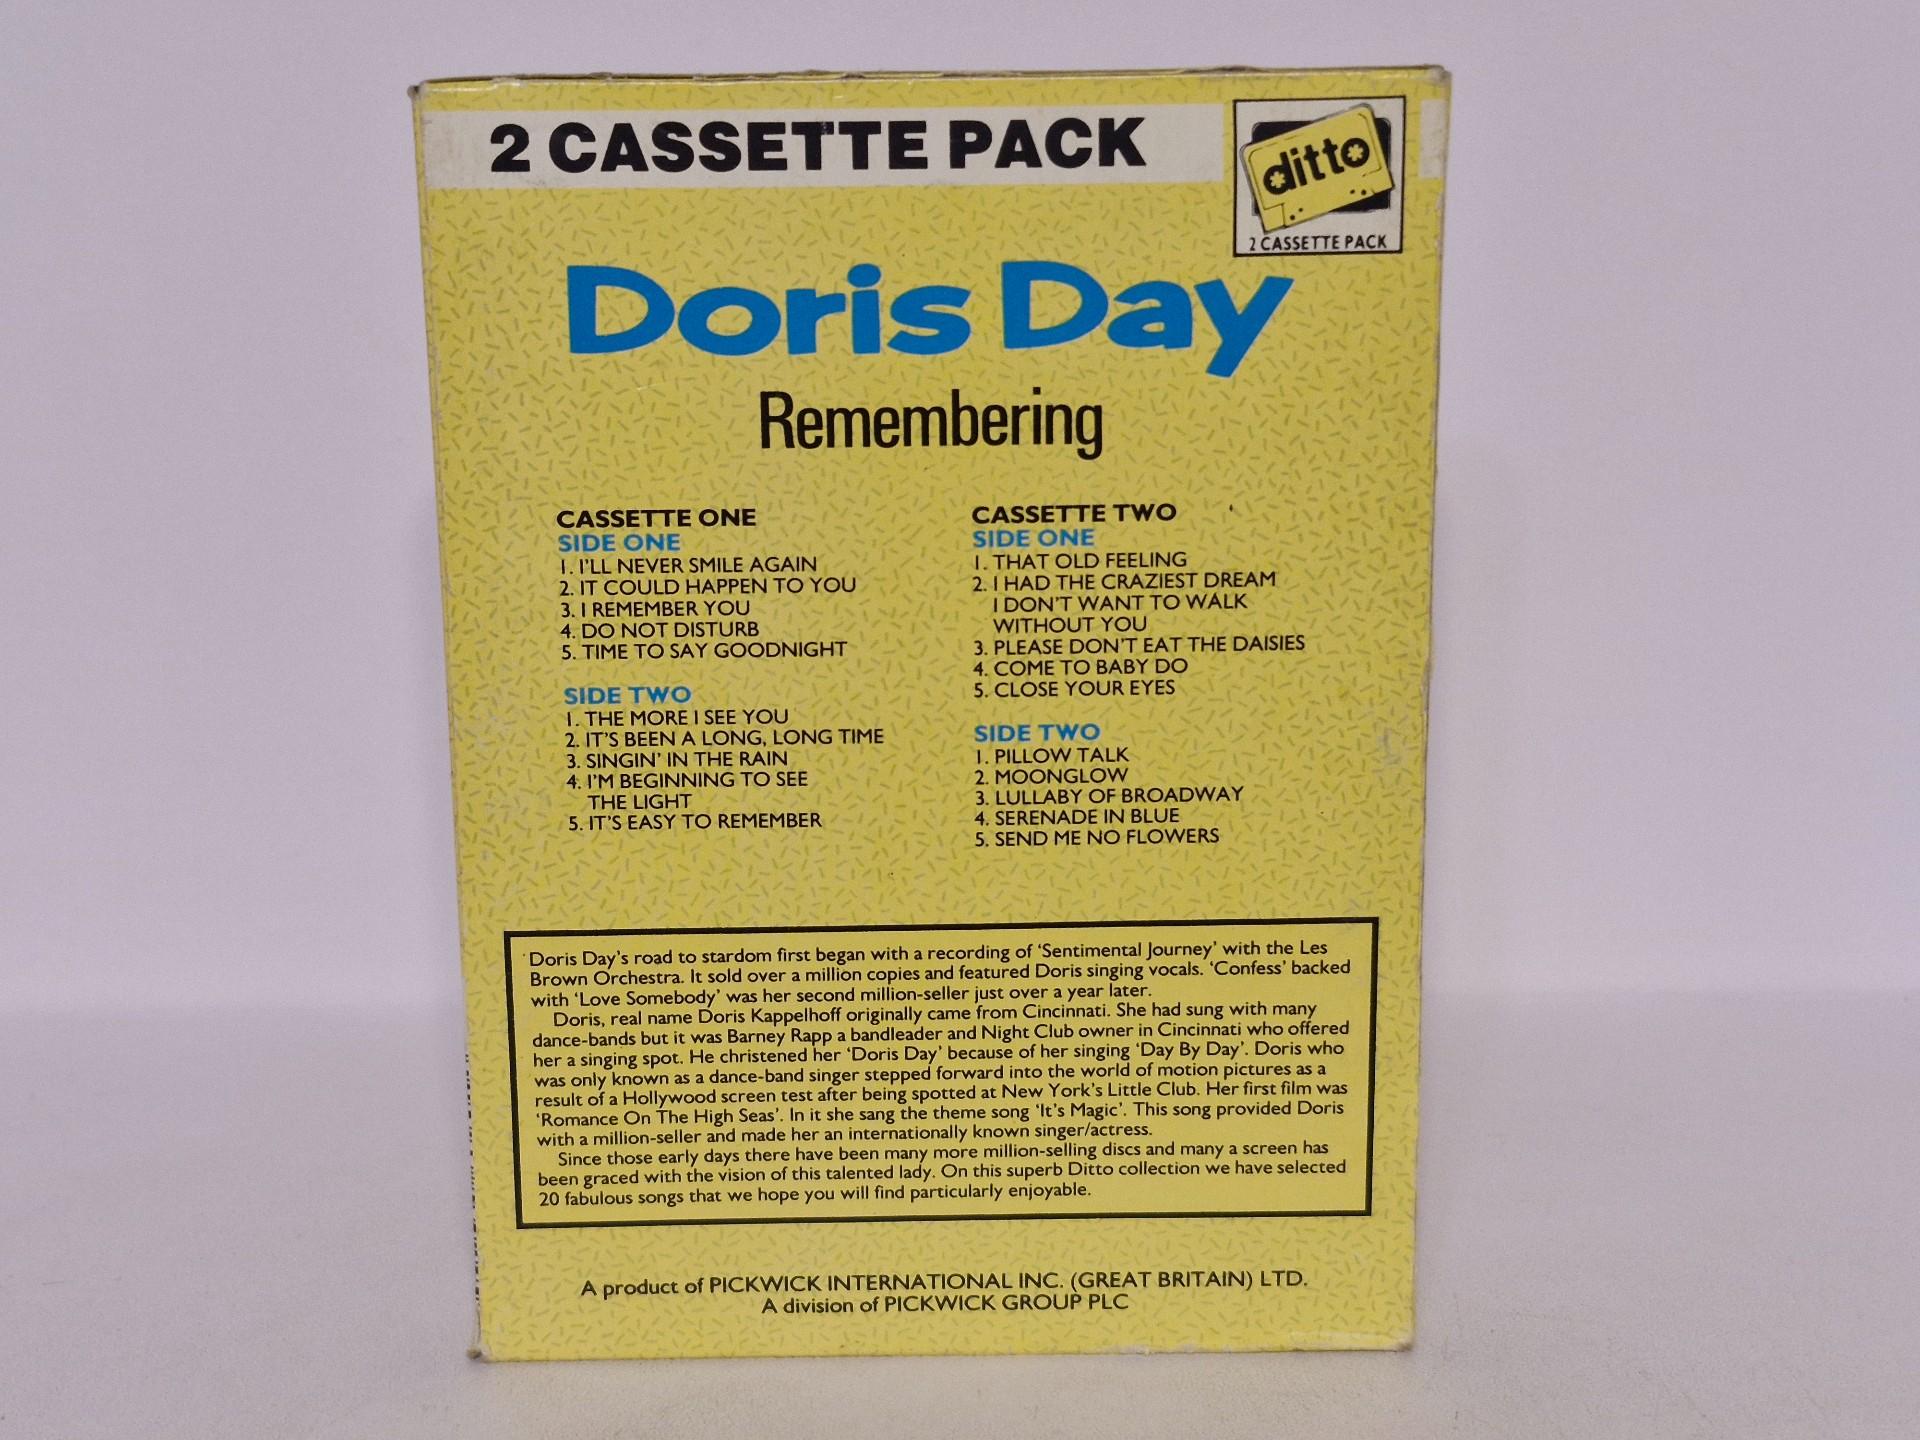 2 CASSETTE PACK
ditto
2 CASSETTE PACK
Doris Day
Remembering
CASSETTE ONE
SIDE ONE
1. I'LL NEVER SMILE AGAIN
2. IT COULD HAPPEN TO YOU
3. I REMEMBER YOU
4. DO NOT DISTURB
5. TIME TO SAY GOODNIGHT
SIDE TWO
1. THE MORE I SEE YOU
2. IT'S BEEN A LONG, LONG TIME
3. SINGIN' IN THE RAIN
4. I'M BEGINNING TO SEE
THE LIGHT
5. IT'S EASY TO REMEMBER
CASSETTE TWO
SIDE ONE
1. THAT OLD FEELING
2. I HAD THE CRAZIEST DREAM
I DON'T WANT TO WALK
WITHOUT YOU
3. PLEASE DON'T EAT THE DAISIES
4. COME TO BABY DO
5. CLOSE YOUR EYES
SIDE TWO
1. PILLOW TALK
2. MOONGLOW
3. LULLABY OF BROADWAY
4. SERENADE IN BLUE
5. SEND ME NO FLOWERS
Doris Day's road to stardom first began with a recording of 'Sentimental Journey' with the Les
Brown Orchestra. It sold over a million copies and featured Doris singing vocals. 'Confess' backed
with 'Love Somebody' was her second million-seller just over a year later.
Doris, real name Doris Kappelhoff originally came from Cincinnati. She had sung with many
dance-bands but it was Barney Rapp a bandleader and Night Club owner in Cincinnati who offered
her a singing spot. He christened her 'Doris Day' because of her singing 'Day By Day'. Doris who
was only known as a dance-band singer stepped forward into the world of motion pictures as a
result of a Hollywood screen test after being spotted at New York's Little Club. Her first film was
'Romance On The High Seas'. In it she sang the theme song 'It's Magic'. This song provided Doris
with a million-seller and made her an internationally known singer/actress.
Since those early days there have been many more million-selling discs and many a screen has
been graced with the vision of this talented lady. On this superb Ditto collection we have selected
20 fabulous songs that we hope you will find particularly enjoyable.
A product of PICKWICK INTERNATIONAL INC. (GREAT BRITAIN) LTD.
A division of PICKWICK GROUP PLC